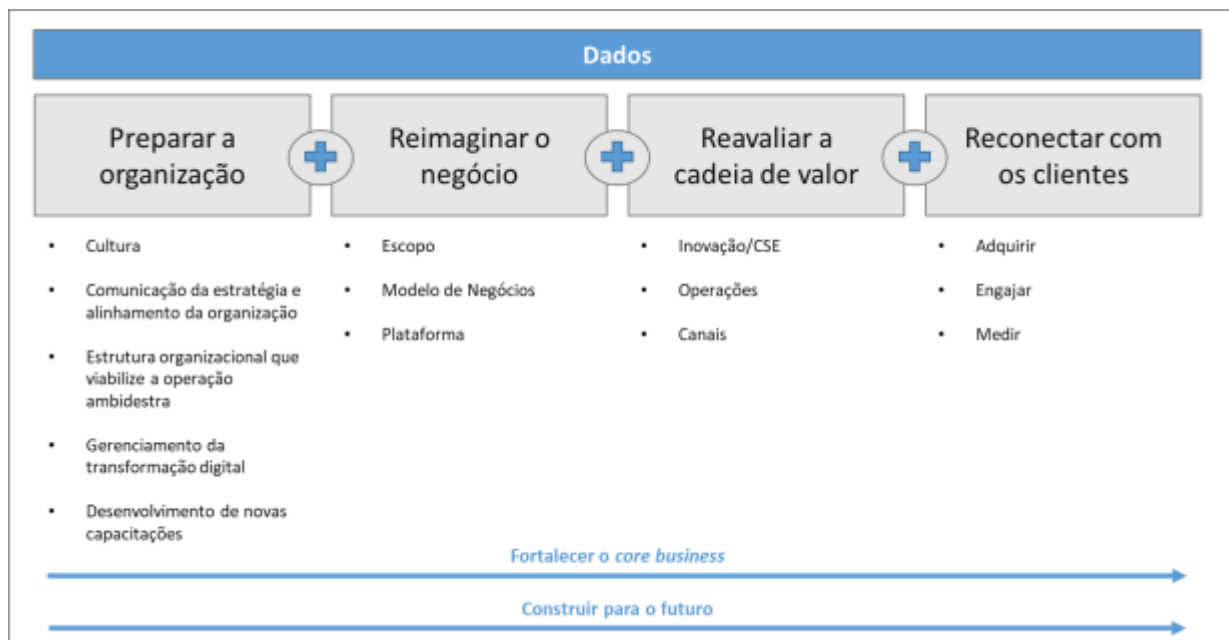 Dados
Preparar a
organização
Reimaginar o
negócio
Reavaliar a
cadeia de valor
Reconectar com
os clientes
• Cultura
• Comunicação da estratégia e
alinhamento da organização
• Estrutura organizacional que
viabilize a operação
ambidestra
• Gerenciamento da
transformação digital
• Desenvolvimento de novas
capacitações
• Escopo
• Modelo de Negócios
• Plataforma
• Inovação/CSE
• Operações
• Canais
• Adquirir
• Engajar
• Medir
Fortalecer o core business
Construir para o futuro